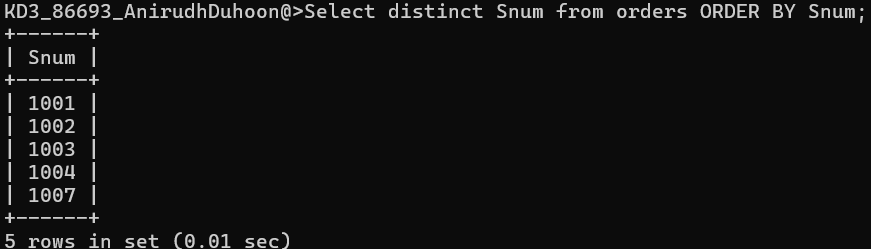 KD3_86693_AnirudhDuhoon@>Select distinct Snum from orders ORDER BY Snum;
+------+
| Snum |
+------+
| 1001 |
| 1002 |
| 1003 |
| 1004 |
| 1007 |
+------+
5 rows in set (0.01 sec)